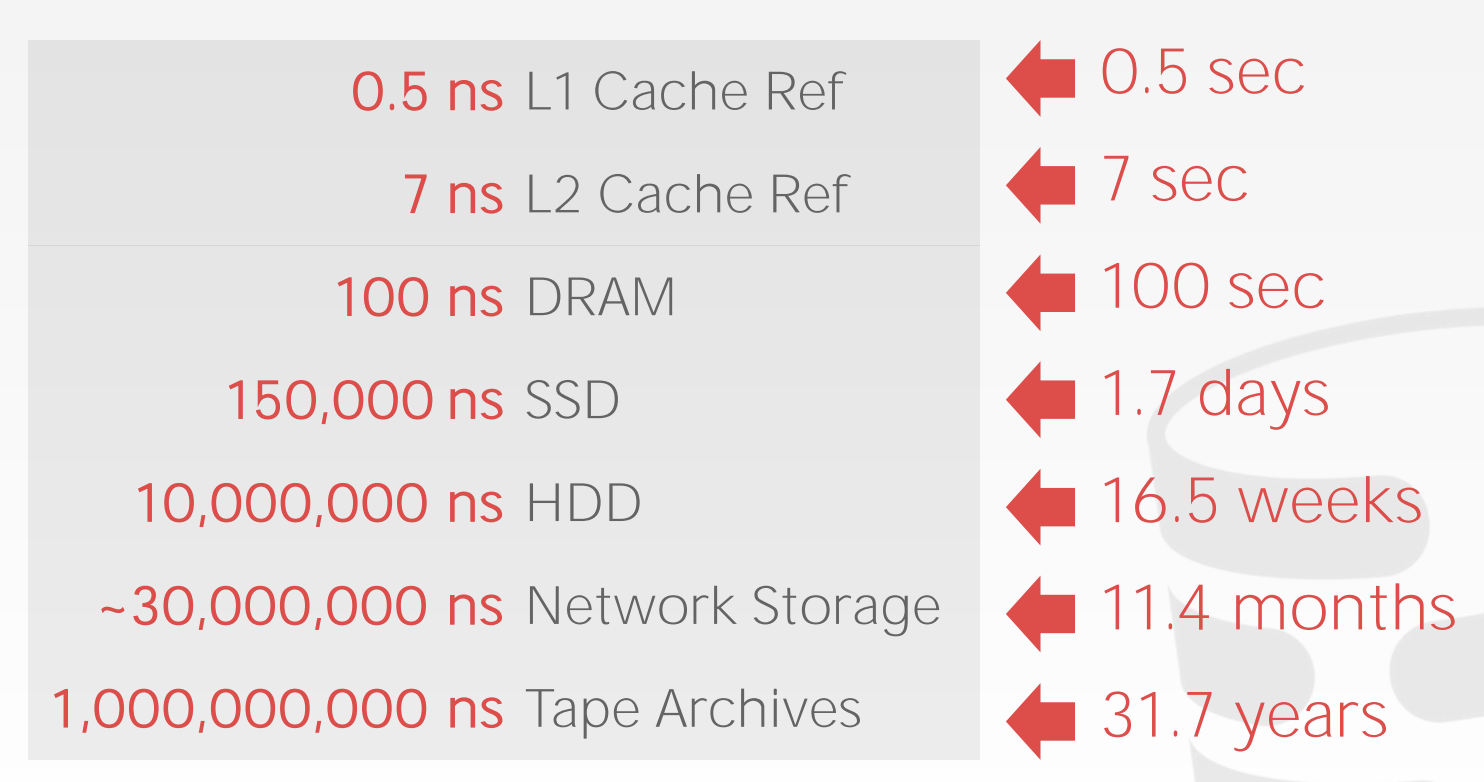 0.5 ns L1 Cache Ref 0.5 sec
7 ns L2 Cache Ref 7 sec
100 ns DRAM 100 sec
150,000 ns SSD 1.7 days
10,000,000 ns HDD 16.5 weeks
~30,000,000 ns Network Storage 11.4 months
1,000,000,000 ns Tape Archives 31.7 years